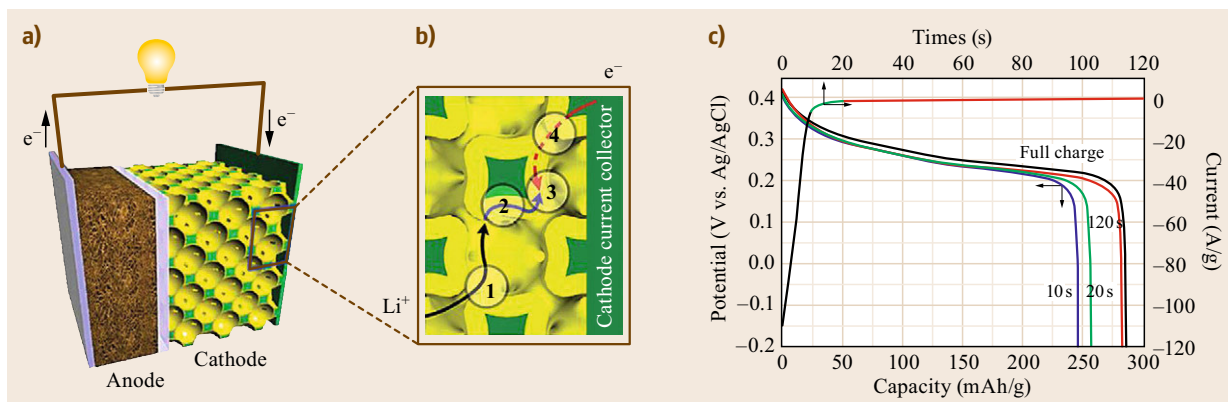 a)
e⁻
e⁻
Anode
Cathode
b)
e⁻
Li⁺
1
2
3
4
Cathode current collector
c)
Times (s)
0 20 40 60 80 100 120
Potential (V vs. Ag/AgCl)
0.4
0.3
0.2
0.1
0.0
−0.1
−0.2
Full charge
120 s
10 s
20 s
0
−20
−40
−60
−80
−100
−120
Current (A/g)
0 50 100 150 200 250 300
Capacity (mAh/g)